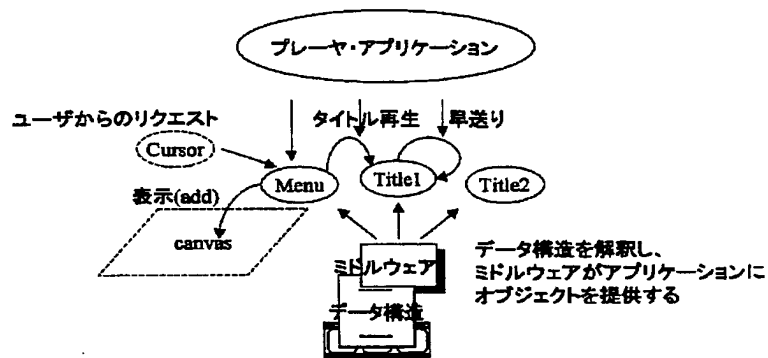 プレーヤ・アプリケーション
ユーザからのリクエスト
タイトル再生
早送り
Cursor
Menu
Title1
Title2
表示(add)
canvas
ミドルウェア
データ構造
データ構造を解釈し、
ミドルウェアがアプリケーションに
オブジェクトを提供する